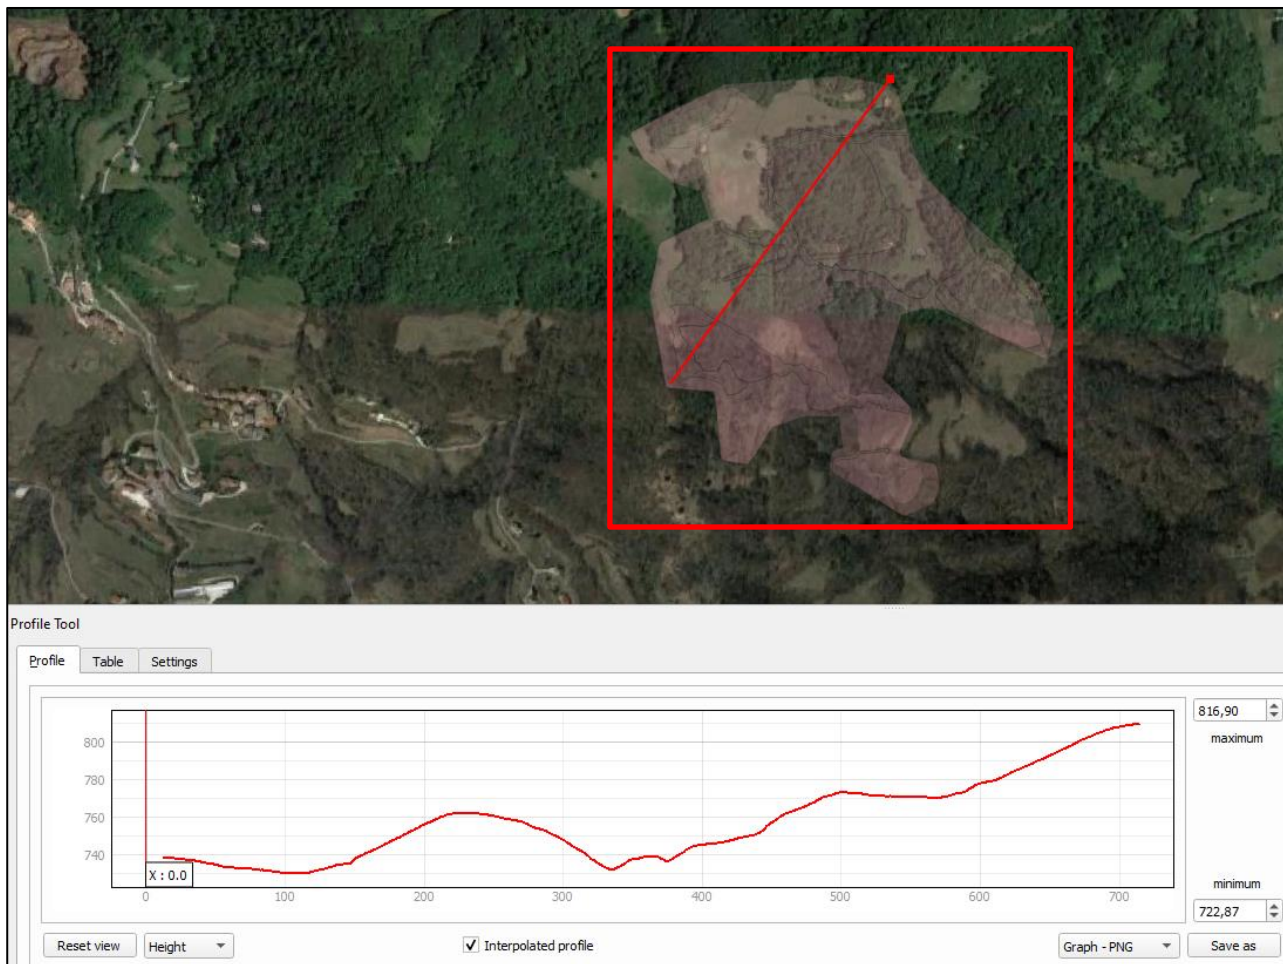 Profile Tool
Profile Table Settings
816,90
maximum
800
780
760
740
X : 0.0
0 100 200 300 400 500 600 700
minimum
722,87
Reset view Height Interpolated profile Graph - PNG Save as